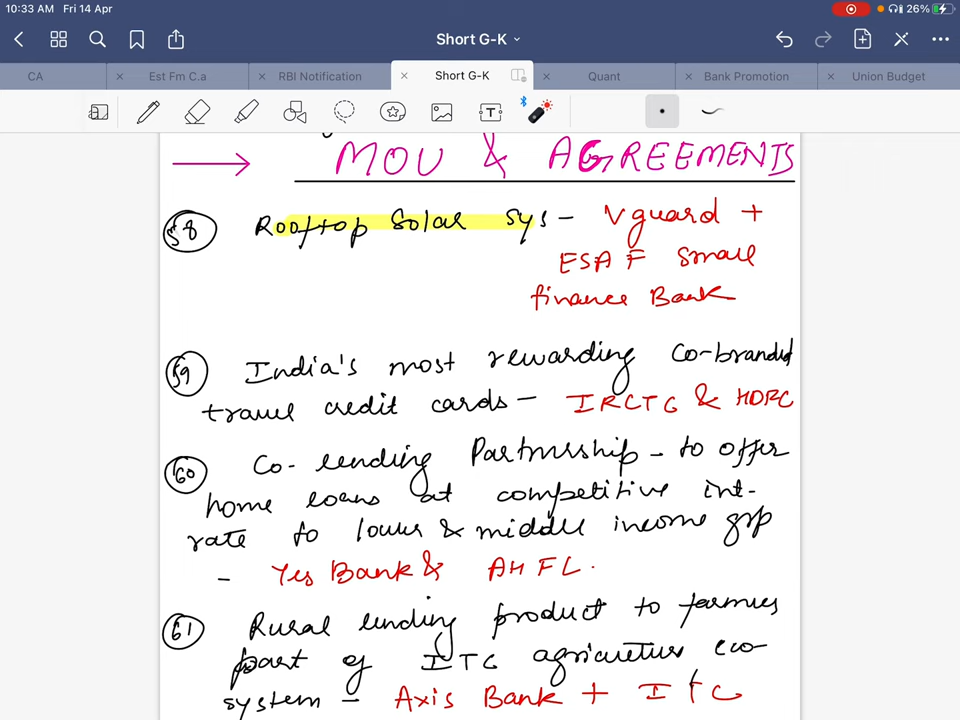 10:33 AM Fri 14 Apr 26%
Short G-K
CA Est Fm C.a RBI Notification Short G-K Quant Bank Promotion Union Budget
MOU & AGREEMENTS
58 Rooftop Solar Sys - V guard +
ESAF Small
finance Bank
59 India's most rewarding Co-branded
travel credit cards - IRCTC & HDFC
60 Co-lending Partnership - to offer
home loans at competitive int-
rate to lower & middle income grp
- Yes Bank & AHFL.
61 Rural lending product to farmers
part of ITC agriculture eco-
system - Axis Bank + ITC